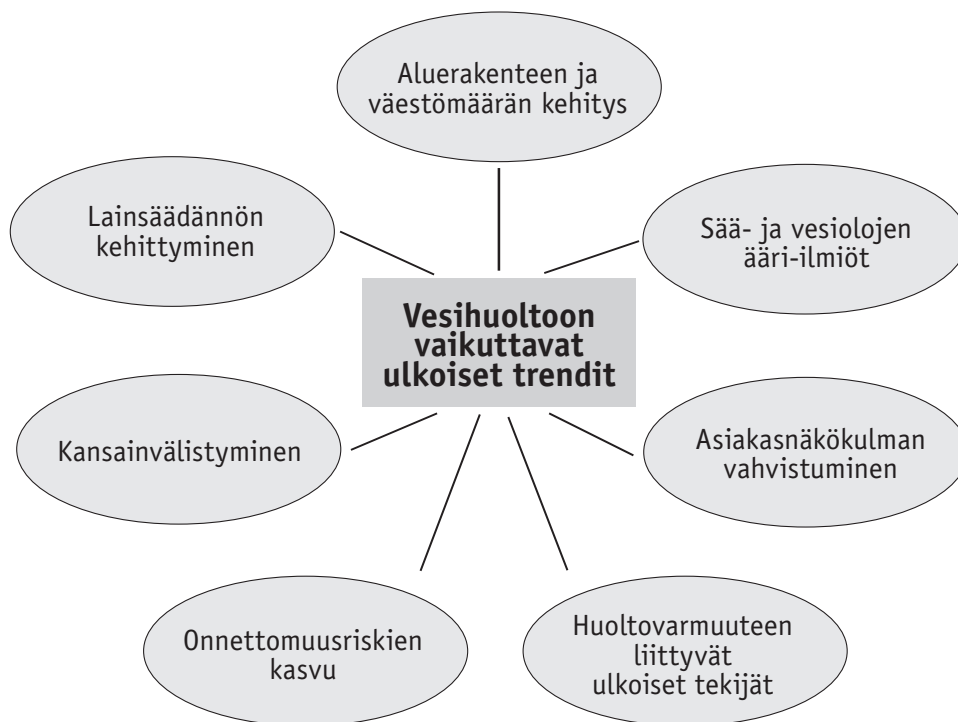 Aluerakenteen ja
väestömäärän kehitys
Lainsäädännön
kehittyminen
Sää- ja vesiolojen
ääri-ilmiöt
Vesihuoltoon
vaikuttavat
ulkoiset trendit
Kansainvälistyminen
Asiakasnäkökulman
vahvistuminen
Onnettomuusriskien
kasvu
Huoltovarmuuteen
liittyvät
ulkoiset tekijät